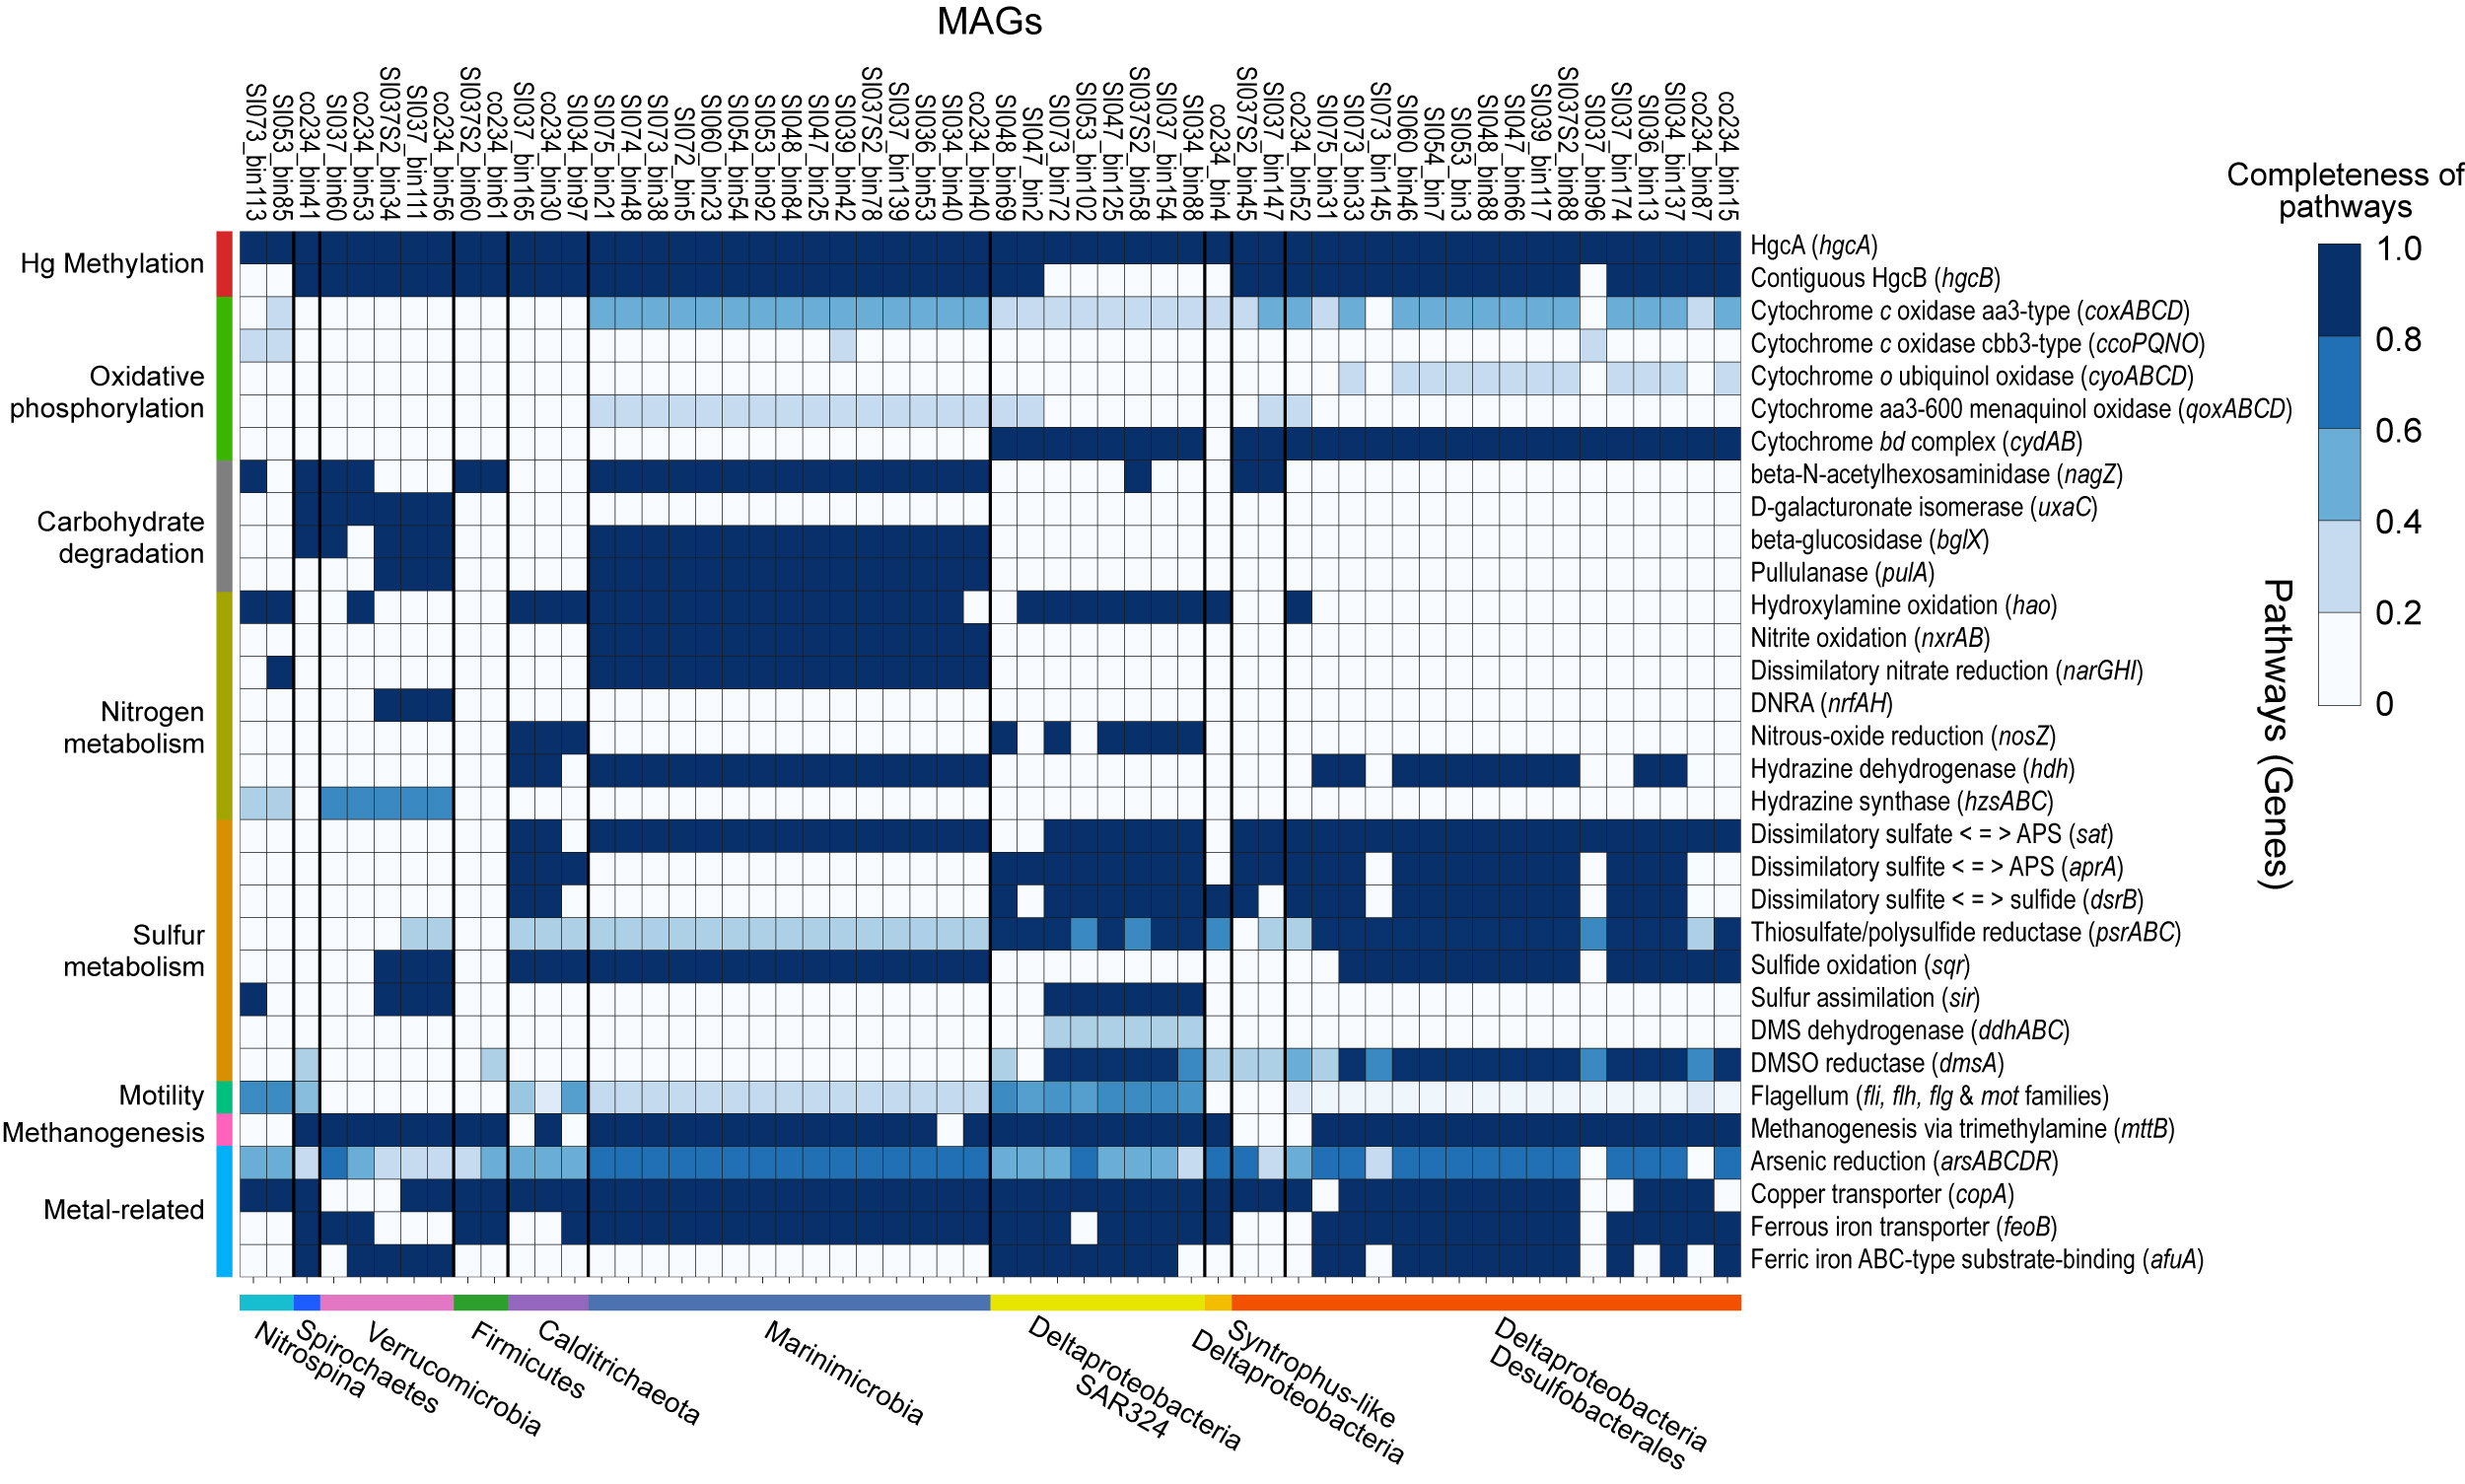 MAGs
SI073_bin113
SI053_bin85
co234_bin41
SI037_bin60
co234_bin53
SI037S2_bin34
SI037_bin111
co234_bin56
SI037S2_bin60
co234_bin61
SI037_bin165
co234_bin30
SI034_bin97
SI075_bin21
SI074_bin48
SI073_bin38
SI072_bin5
SI060_bin23
SI054_bin54
SI053_bin92
SI048_bin84
SI047_bin25
SI039_bin42
SI037S2_bin78
SI037_bin139
SI036_bin53
SI034_bin40
co234_bin40
SI048_bin69
SI047_bin2
SI073_bin72
SI053_bin102
SI047_bin125
SI037S2_bin58
SI037_bin154
SI034_bin88
co234_bin4
SI037S2_bin45
SI037_bin147
co234_bin52
SI075_bin31
SI073_bin33
SI073_bin145
SI060_bin46
SI054_bin7
SI053_bin3
SI048_bin88
SI047_bin66
SI039_bin117
SI037S2_bin88
SI037_bin96
SI037_bin174
SI036_bin13
SI034_bin137
co234_bin87
co234_bin15
Completeness of
pathways
1.0
0.8
0.6
0.4
0.2
0
Pathways (Genes)
Hg Methylation
Oxidative
phosphorylation
Carbohydrate
degradation
Nitrogen
metabolism
Sulfur
metabolism
Motility
Methanogenesis
Metal-related
HgcA (hgcA)
Contiguous HgcB (hgcB)
Cytochrome c oxidase aa3-type (coxABCD)
Cytochrome c oxidase cbb3-type (ccoPQNO)
Cytochrome o ubiquinol oxidase (cyoABCD)
Cytochrome aa3-600 menaquinol oxidase (qoxABCD)
Cytochrome bd complex (cydAB)
beta-N-acetylhexosaminidase (nagZ)
D-galacturonate isomerase (uxaC)
beta-glucosidase (bglX)
Pullulanase (pulA)
Hydroxylamine oxidation (hao)
Nitrite oxidation (nxrAB)
Dissimilatory nitrate reduction (narGHI)
DNRA (nrfAH)
Nitrous-oxide reduction (nosZ)
Hydrazine dehydrogenase (hdh)
Hydrazine synthase (hzsABC)
Dissimilatory sulfate < = > APS (sat)
Dissimilatory sulfite < = > APS (aprA)
Dissimilatory sulfite < = > sulfide (dsrB)
Thiosulfate/polysulfide reductase (psrABC)
Sulfide oxidation (sqr)
Sulfur assimilation (sir)
DMS dehydrogenase (ddhABC)
DMSO reductase (dmsA)
Flagellum (fli, flh, flg & mot families)
Methanogenesis via trimethylamine (mttB)
Arsenic reduction (arsABCDR)
Copper transporter (copA)
Ferrous iron transporter (feoB)
Ferric iron ABC-type substrate-binding (afuA)
Nitrospina
Spirochaetes
Verrucomicrobia
Firmicutes
Calditrichaeota
Marinimicrobia
Deltaproteobacteria
SAR324
Syntrophus-like
Deltaproteobacteria
Deltaproteobacteria
Desulfobacterales